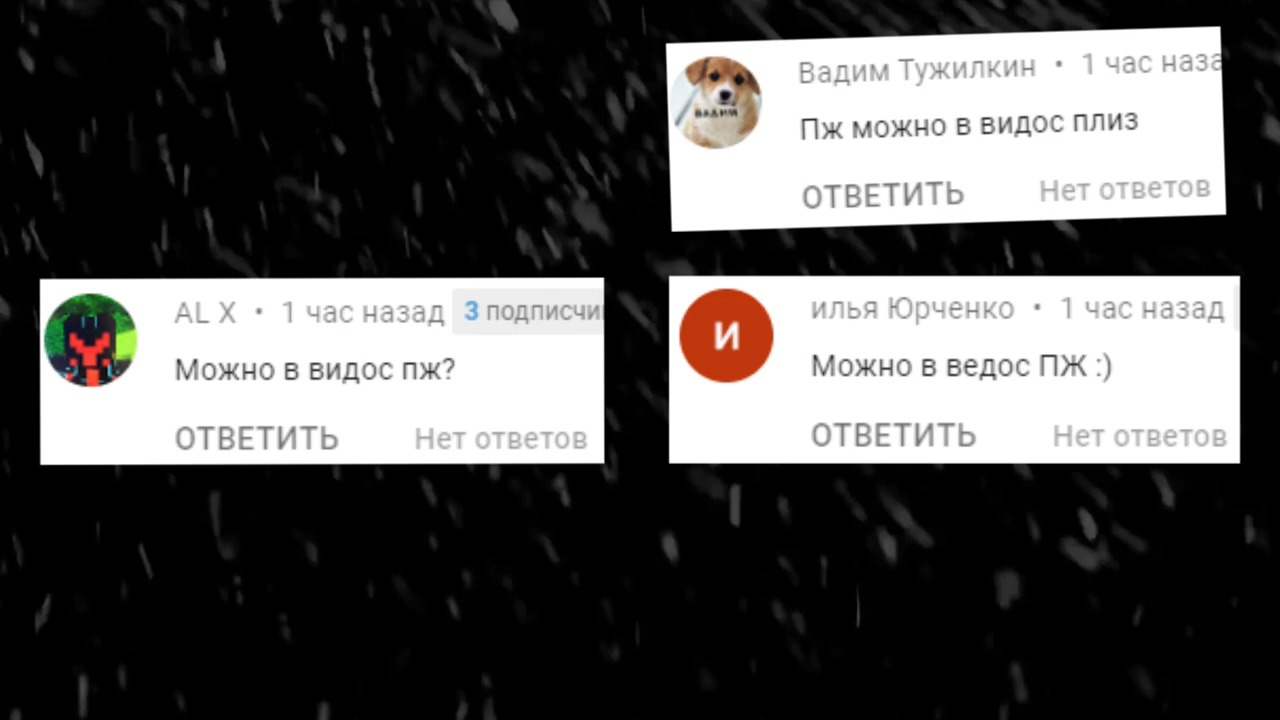 Вадим Тужилкин • 1 час наза
ВАДИМ
Пж можно в видос плиз
ОТВЕТИТЬ Нет ответов
AL X • 1 час назад 3 подписчи
Можно в видос пж?
ОТВЕТИТЬ Нет ответов
И
илья Юрченко • 1 час назад
Можно в ведос ПЖ :)
ОТВЕТИТЬ Нет ответов